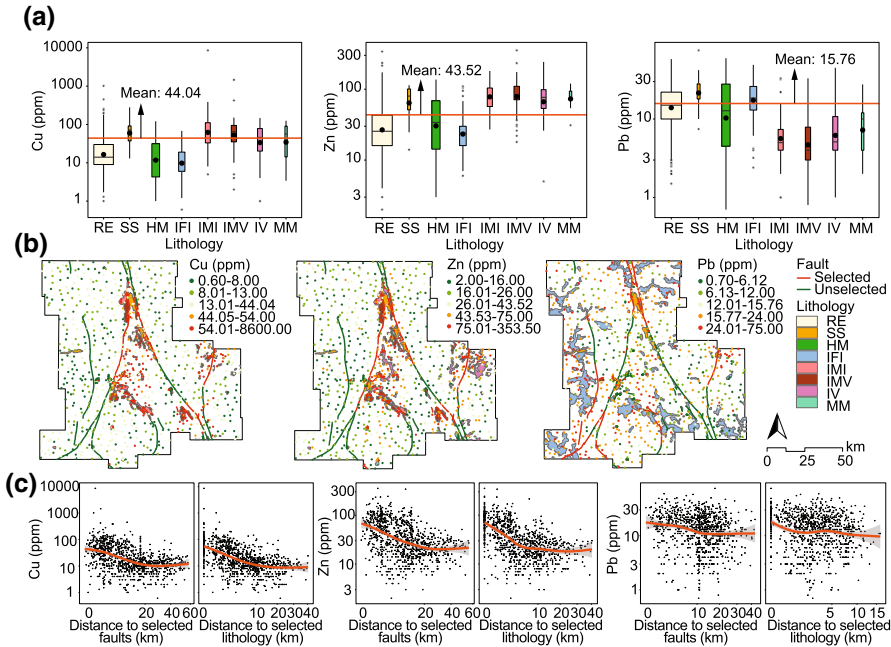 (a)
10000
1000
100
10
1
Cu (ppm)
Mean: 44.04
RE SS HM IFI IMI IMV IV MM
Lithology
300
100
30
10
3
Zn (ppm)
Mean: 43.52
RE SS HM IFI IMI IMV IV MM
Lithology
30
10
3
1
Pb (ppm)
Mean: 15.76
RE SS HM IFI IMI IMV IV MM
Lithology
(b)
Cu (ppm)
0.60-8.00
8.01-13.00
13.01-44.04
44.05-54.00
54.01-8600.00
Zn (ppm)
2.00-16.00
16.01-26.00
26.01-43.52
43.53-75.00
75.01-353.50
Pb (ppm)
0.70-6.12
6.13-12.00
12.01-15.76
15.77-24.00
24.01-75.00
Fault
Selected
Unselected
Lithology
RE
SS
HM
IFI
IMI
IMV
IV
MM
km
0 25 50
(c)
10000
1000
100
10
1
Cu (ppm)
0 20 40 60
Distance to selected
faults (km)
0 10 20 30 40
Distance to selected
lithology (km)
300
100
30
10
3
Zn (ppm)
0 20 40 60
Distance to selected
faults (km)
0 10 20 30 40
Distance to selected
lithology (km)
30
10
3
1
Pb (ppm)
0 10 20 30 40
Distance to selected
faults (km)
0 5 10 15
Distance to selected
lithology (km)